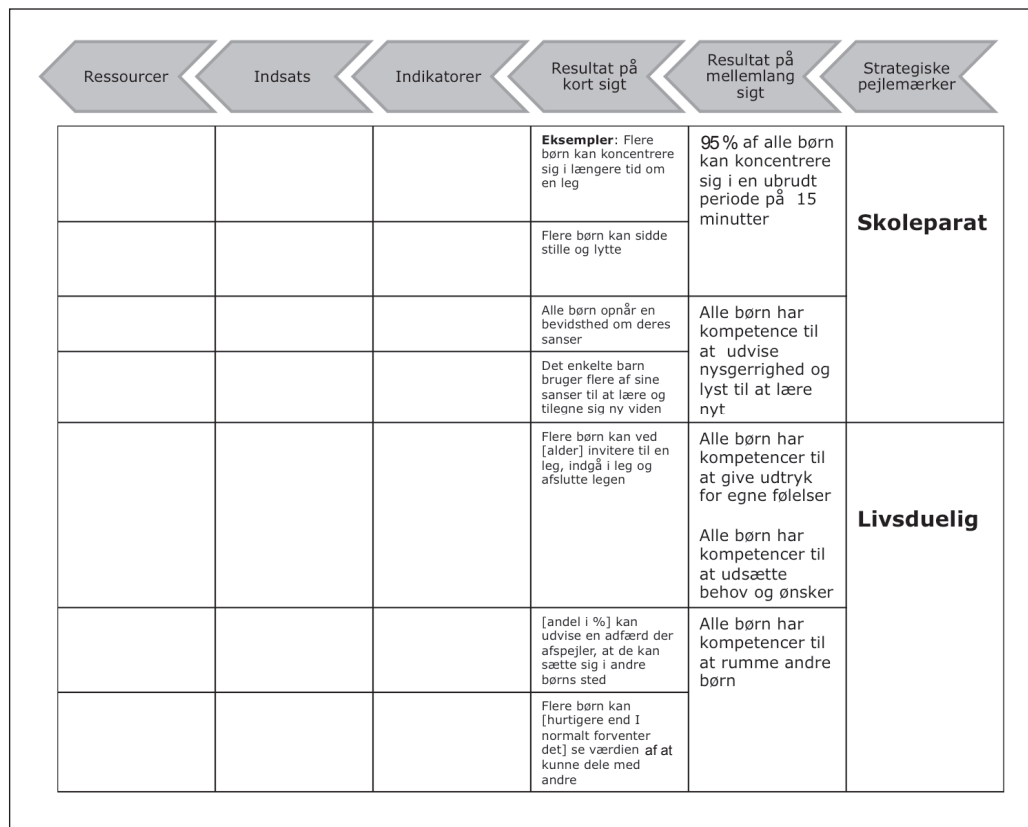 Ressourcer
Indsats
Indikatorer
Resultat på
kort sigt
Resultat på
mellemlang
sigt
Strategiske
pejlemærker
Eksempler: Flere
børn kan koncentrere
sig i længere tid om
en leg
95 % af alle børn
kan koncentrere
sig i en ubrudt
periode på 15
minutter
Skoleparat
Flere børn kan sidde
stille og lytte
Alle børn opnår en
bevidsthed om deres
sanser
Alle børn har
kompetence til
at udvise
nysgerrighed og
lyst til at lære
nyt
Det enkelte barn
bruger flere af sine
sanser til at lære og
tilegne sig ny viden
Flere børn kan ved
[alder] invitere til en
leg, indgå i leg og
afslutte legen
Alle børn har
kompetencer til
at give udtryk
for egne følelser
Alle børn har
kompetencer til
at udsætte
behov og ønsker
Livsduelig
[andel i %] kan
udvise en adfærd der
afspejler, at de kan
sætte sig i andre
børns sted
Alle børn har
kompetencer til
at rumme andre
børn
Flere børn kan
[hurtigere end I
normalt forventer
det] se værdien af at
kunne dele med
andre